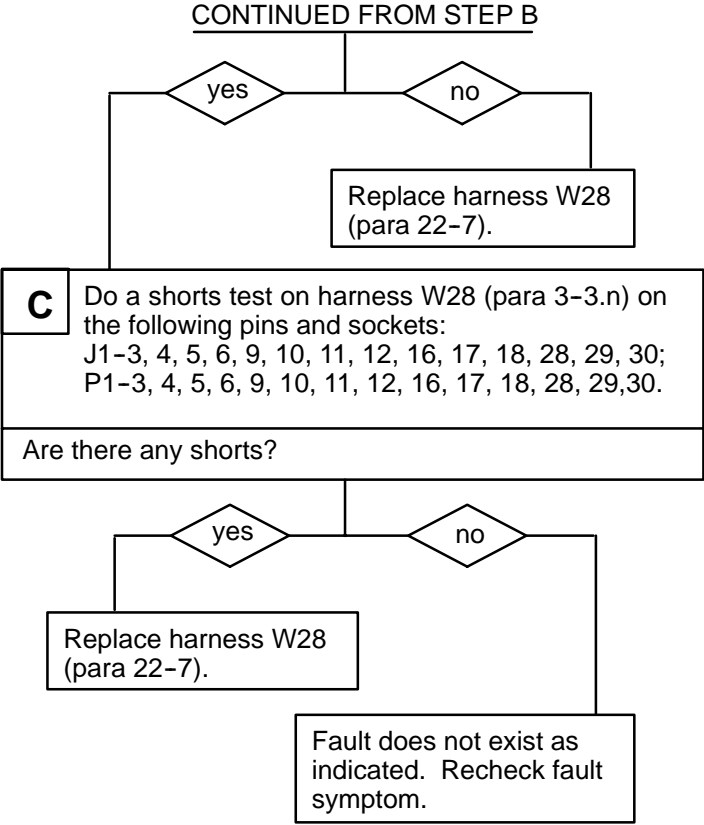 CONTINUED FROM STEP B
yes
no
Replace harness W28
(para 22-7).
C
Do a shorts test on harness W28 (para 3-3.n) on
the following pins and sockets:
J1-3, 4, 5, 6, 9, 10, 11, 12, 16, 17, 18, 28, 29, 30;
P1-3, 4, 5, 6, 9, 10, 11, 12, 16, 17, 18, 28, 29,30.
Are there any shorts?
yes
no
Replace harness W28
(para 22-7).
Fault does not exist as
indicated.  Recheck fault
symptom.